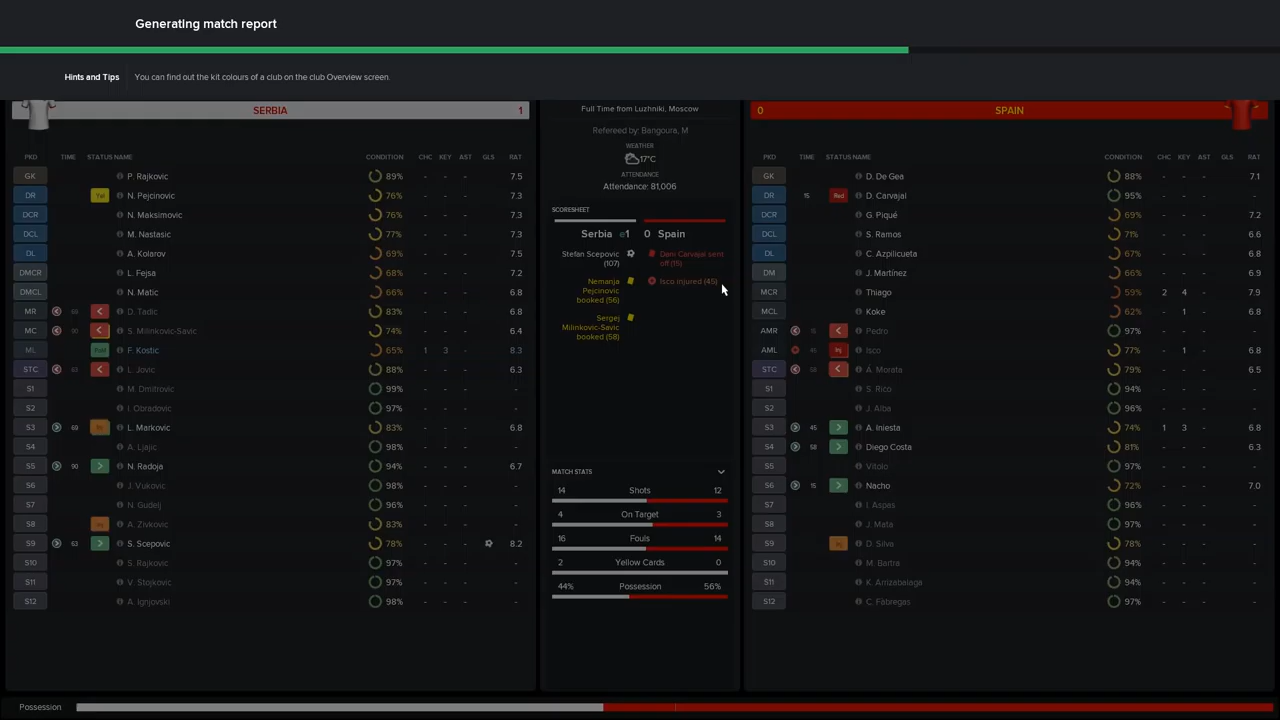 Generating match report
Hints and Tips You can find out the kit colours of a club on the club Overview screen.
SERBIA 1
Full Time from Luzhniki, Moscow
0 SPAIN
Refereed by: Bangoura, M
WEATHER
17°C
ATTENDANCE
Attendance: 81,006
PKD TIME STATUS NAME CONDITION CHC KEY AST GLS RAT
GK P. Rajkovic 89% - - - - 7.5
DR Yel N. Pejcinovic 76% - - - - 7.3
DCR N. Maksimovic 76% - - - - 7.3
DCL M. Nastasic 77% - - - - 7.3
DL A. Kolarov 69% - - - - 7.5
DMCR L. Fejsa 68% - - - - 7.2
DMCL N. Matic 66% - - - - 6.8
MR D. Tadic 83% - - - - 6.8
MC 90 S. Milinkovic-Savic 74% - - - - 6.4
ML F. Kostic 65% 1 3 - - 8.3
STC 63 L. Jovic 88% - - - - 6.3
S1 M. Dmitrovic 99% - - - - -
S2 I. Obradovic 97% - - - - -
S3 69 L. Markovic 83% - - - - 6.8
S4 A. Ljajic 98% - - - - -
S5 90 N. Radoja 94% - - - - 6.7
S6 J. Vukovic 98% - - - - -
S7 N. Gudelj 96% - - - - -
S8 Inj A. Zivkovic 83% - - - - -
S9 63 S. Scepovic 78% - - - 8.2
S10 S. Rajkovic 97% - - - - -
S11 V. Stojkovic 97% - - - - -
S12 A. Ignjovski 98% - - - - -
SCORESHEET
Serbia e1 0 Spain
Stefan Scepovic
(107)
Nemanja
Pejcinovic
booked (56)
Sergej
Milinkovic-Savic
booked (58)
Dani Carvajal sent
off (15)
Isco injured (45)
MATCH STATS
14 Shots 12
4 On Target 3
16 Fouls 14
2 Yellow Cards 0
44% Possession 56%
PKD TIME STATUS NAME CONDITION CHC KEY AST GLS RAT
GK D. De Gea 88% - - - - 7.1
DR 15 Red D. Carvajal 95% - - - - -
DCR G. Piqué 69% - - - - 7.2
DCL S. Ramos 71% - - - - 6.6
DL C. Azpilicueta 67% - - - - 6.8
DM J. Martínez 66% - - - - 6.9
MCR Thiago 59% 2 4 - - 7.9
MCL Koke 62% - 1 - - 6.8
AMR 15 Pedro 97% - - - - -
AML 45 Inj Isco 77% - 1 - - 6.8
STC 58 Á. Morata 79% - - - - 6.5
S1 S. Rico 94% - - - - -
S2 J. Alba 96% - - - - -
S3 45 A. Iniesta 74% 1 3 - - 6.8
S4 58 Diego Costa 81% - - - - 6.3
S5 Vitolo 97% - - - - -
S6 15 Nacho 72% - - - - 7.0
S7 I. Aspas 96% - - - - -
S8 J. Mata 97% - - - - -
S9 Inj D. Silva 78% - - - - -
S10 M. Bartra 94% - - - - -
S11 K. Arrizabalaga 94% - - - - -
S12 C. Fàbregas 97% - - - - -
Possession